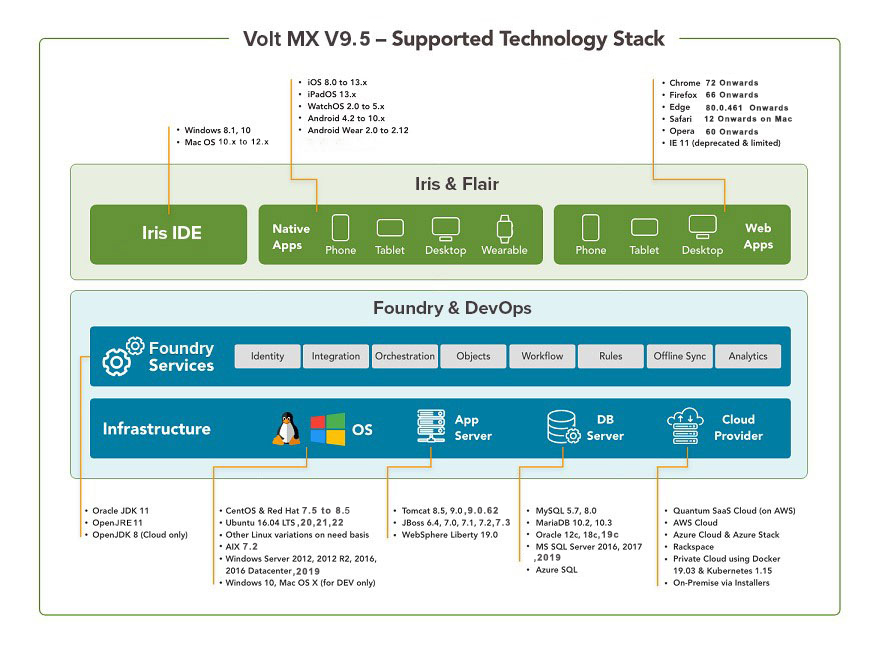 Volt MX V9.5 – Supported Technology Stack
• Windows 8.1, 10
• Mac OS 10.x to 12.x
• iOS 8.0 to 13.x
• iPadOS 13.x
• WatchOS 2.0 to 5.x
• Android 4.2 to 10.x
• Android Wear 2.0 to 2.12
• Chrome 72 Onwards
• Firefox 66 Onwards
• Edge 80.0.461 Onwards
• Safari 12 Onwards on Mac
• Opera 60 Onwards
• IE 11 (deprecated & limited)
Iris & Flair
Iris IDE
Native
Apps
Phone
Tablet
Desktop
Wearable
Phone
Tablet
Desktop
Web
Apps
Foundry & DevOps
Foundry
Services
Identity
Integration
Orchestration
Objects
Workflow
Rules
Offline Sync
Analytics
Infrastructure
OS
App
Server
DB
Server
Cloud
Provider
• Oracle JDK 11
• OpenJRE 11
• OpenJDK 8 (Cloud only)
• CentOS & Red Hat 7.5 to 8.5
• Ubuntu 16.04 LTS ,20,21,22
• Other Linux variations on need basis
• AIX 7.2
• Windows Server 2012, 2012 R2, 2016,
2016 Datacenter,2019
• Windows 10, Mac OS X (for DEV only)
• Tomcat 8.5, 9.0,9.0.62
• JBoss 6.4, 7.0, 7.1, 7.2,7.3
• WebSphere Liberty 19.0
• MySQL 5.7, 8.0
• MariaDB 10.2, 10.3
• Oracle 12c, 18c,19c
• MS SQL Server 2016, 2017
,2019
• Azure SQL
• Quantum SaaS Cloud (on AWS)
• AWS Cloud
• Azure Cloud & Azure Stack
• Rackspace
• Private Cloud using Docker
19.03 & Kubernetes 1.15
• On-Premise via Installers